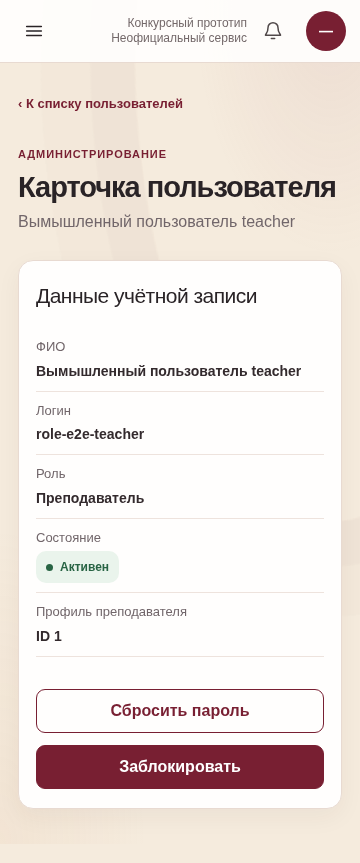 Конкурсный прототип
Неофициальный сервис
—
‹ К списку пользователей
АДМИНИСТРИРОВАНИЕ
Карточка пользователя
Вымышленный пользователь teacher
Данные учётной записи
ФИО
Вымышленный пользователь teacher
Логин
role-e2e-teacher
Роль
Преподаватель
Состояние
Активен
Профиль преподавателя
ID 1
Сбросить пароль
Заблокировать